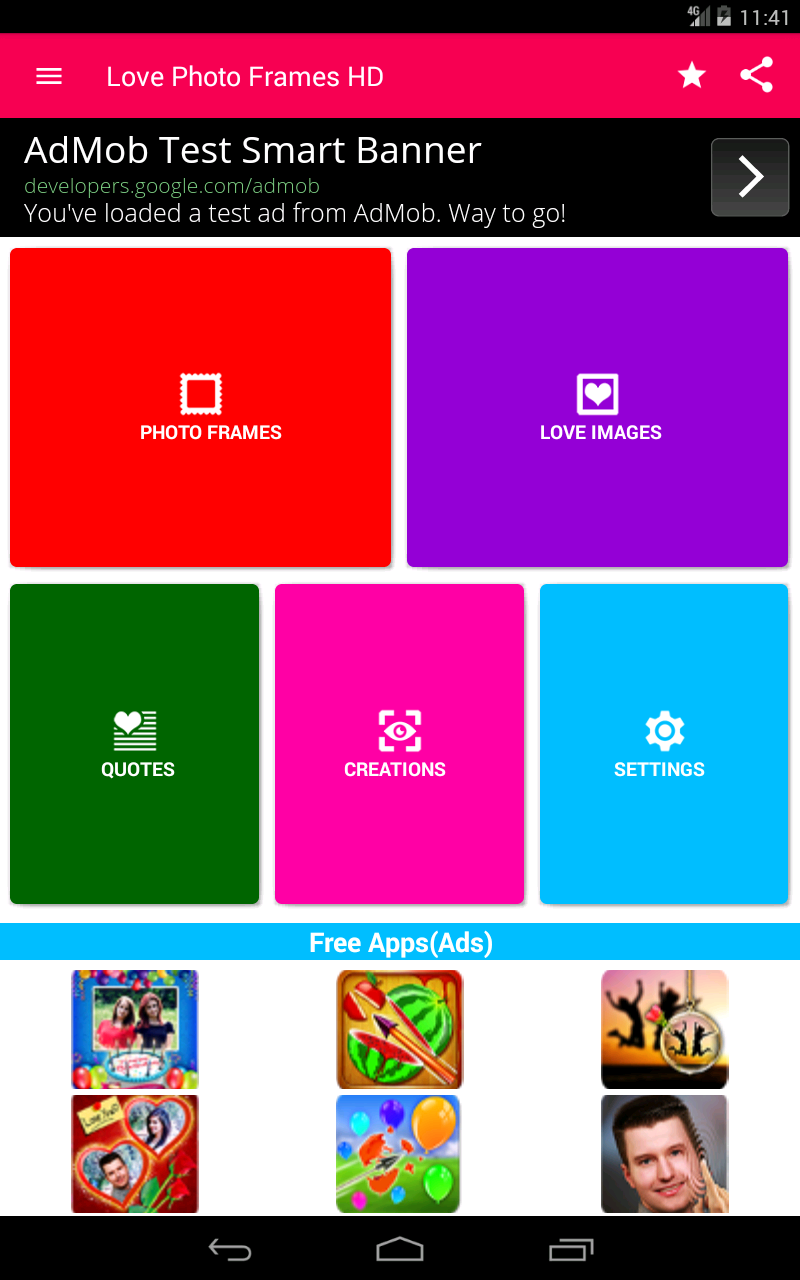 4G 11:41
Love Photo Frames HD
AdMob Test Smart Banner
developers.google.com/admob
You've loaded a test ad from AdMob. Way to go!
PHOTO FRAMES
LOVE IMAGES
QUOTES
CREATIONS
SETTINGS
Free Apps(Ads)